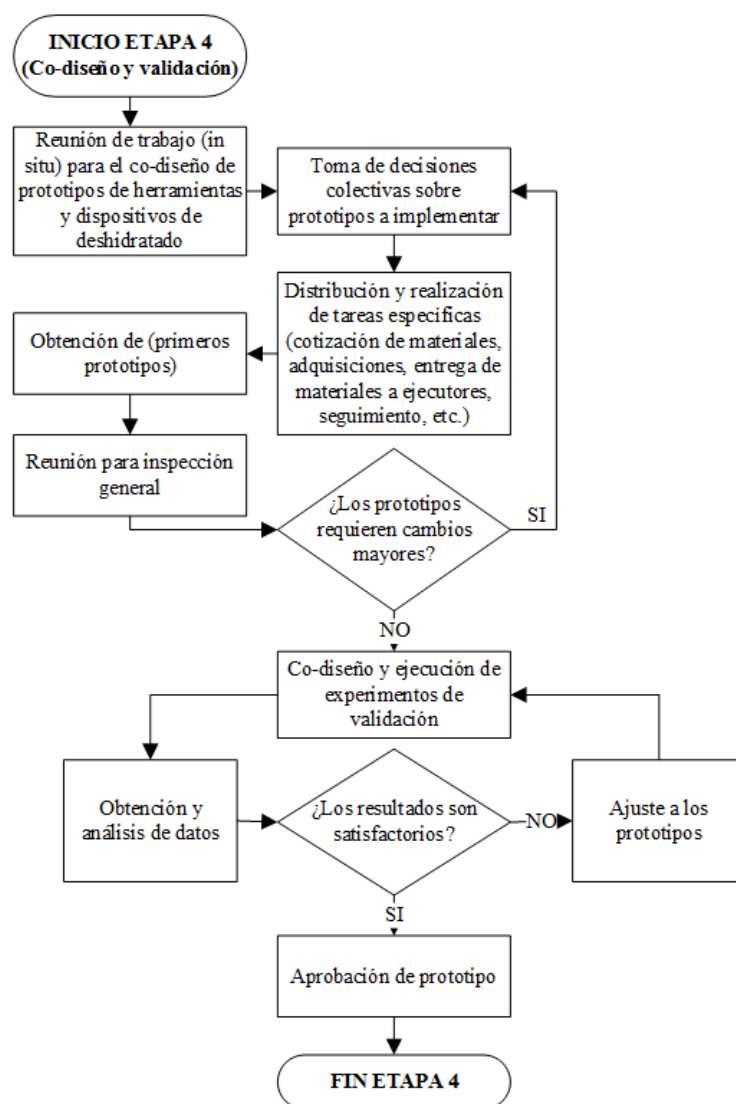 INICIO ETAPA 4
(Co-diseño y validación)
Reunión de trabajo (in
situ) para el co-diseño de
prototipos de herramientas
y dispositivos de
deshidratado
Toma de decisiones
colectivas sobre
prototipos a implementar
Distribución y realización
de tareas específicas
(cotización de materiales,
adquisiciones, entrega de
materiales a ejecutores,
seguimiento, etc.)
Obtención de (primeros
prototipos)
Reunión para inspección
general
¿Los prototipos
requieren cambios
mayores?
SI
NO
Co-diseño y ejecución de
experimentos de
validación
Obtención y
análisis de datos
¿Los resultados son
satisfactorios?
NO
Ajuste a los
prototipos
SI
Aprobación de prototipo
FIN ETAPA 4